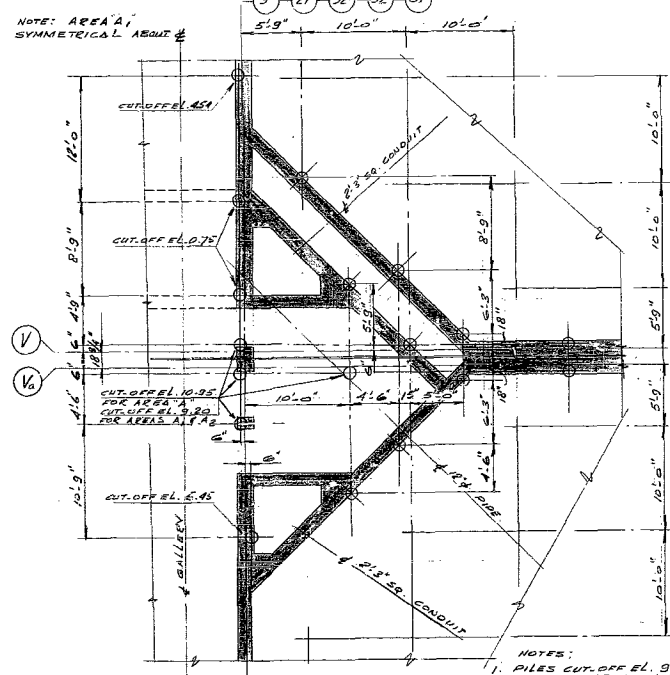 NOTE: AREA "A,"
SYMMETRICAL ABOUT ℄
5'-9"
10'-0"
10'-0"
CUT-OFF EL. 4.54
12'-0"
2'-3" SQ. CONDUIT
10'-0"
8'-9"
10'-0"
CUT-OFF EL. 0.75
8'-9"
6'-3"
4'-9"
5'-9"
5'-9"
18"
V
6"
18 3/4"
6"
6"
Va
CUT-OFF EL. 10.95
FOR AREA "A"
CUT-OFF EL. 9.20
FOR AREAS A, & A2
10'-0"
4'-6"
5'-0"
18"
5'-9"
4'-6"
6'-3"
6"
6"
4'-6"
10'-9"
10'-0"
℄ 12"⌀ PIPE
CUT-OFF EL. 5.45
℄ GALLERY
℄ 2'-3" SQ. CONDUIT
10'-0"
NOTES:
1. PILES CUT-OFF EL. 9